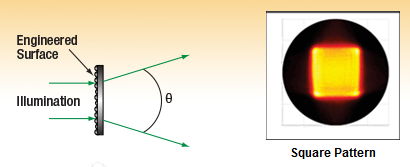 Engineered
Surface
Illumination
θ
Square Pattern